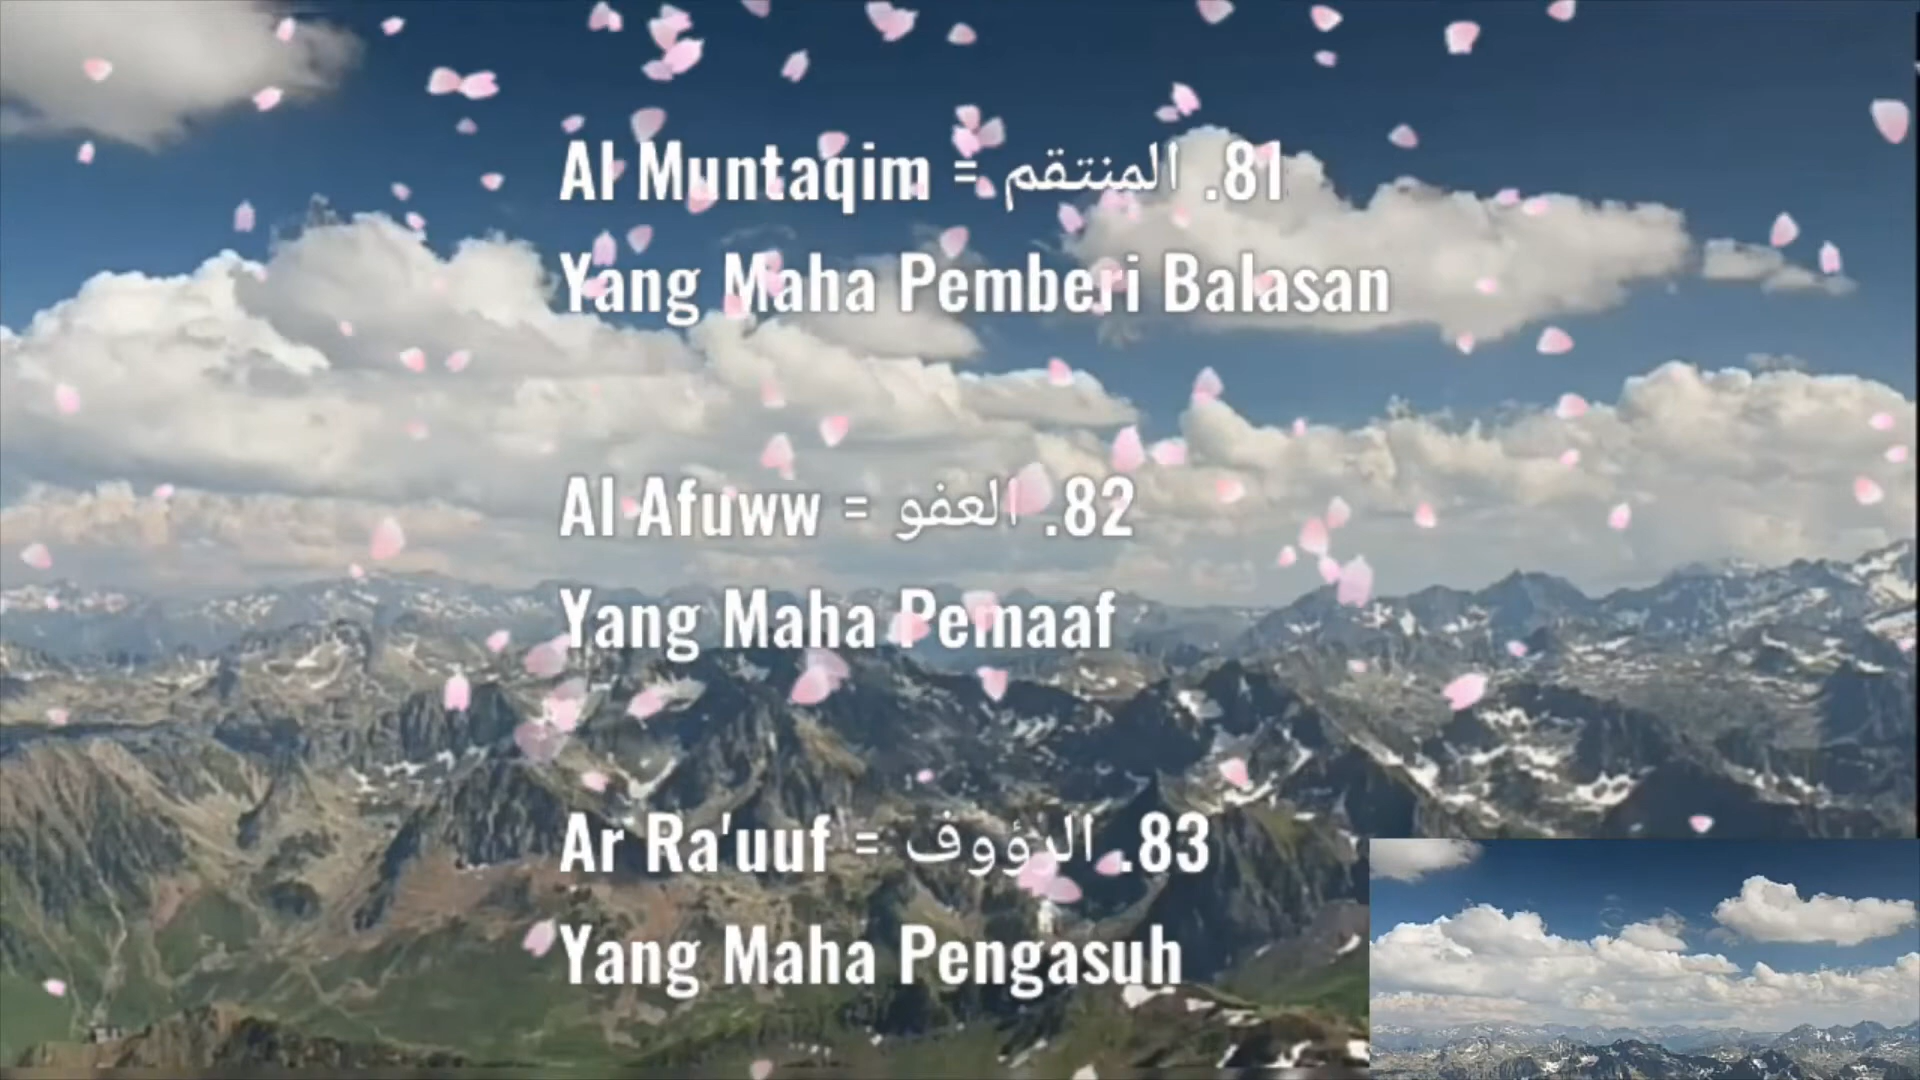 Al Muntaqim = المنتقم .81
Yang Maha Pemberi Balasan
Al Afuww = العفو .82
Yang Maha Pemaaf
Ar Ra'uuf = الرؤوف .83
Yang Maha Pengasuh